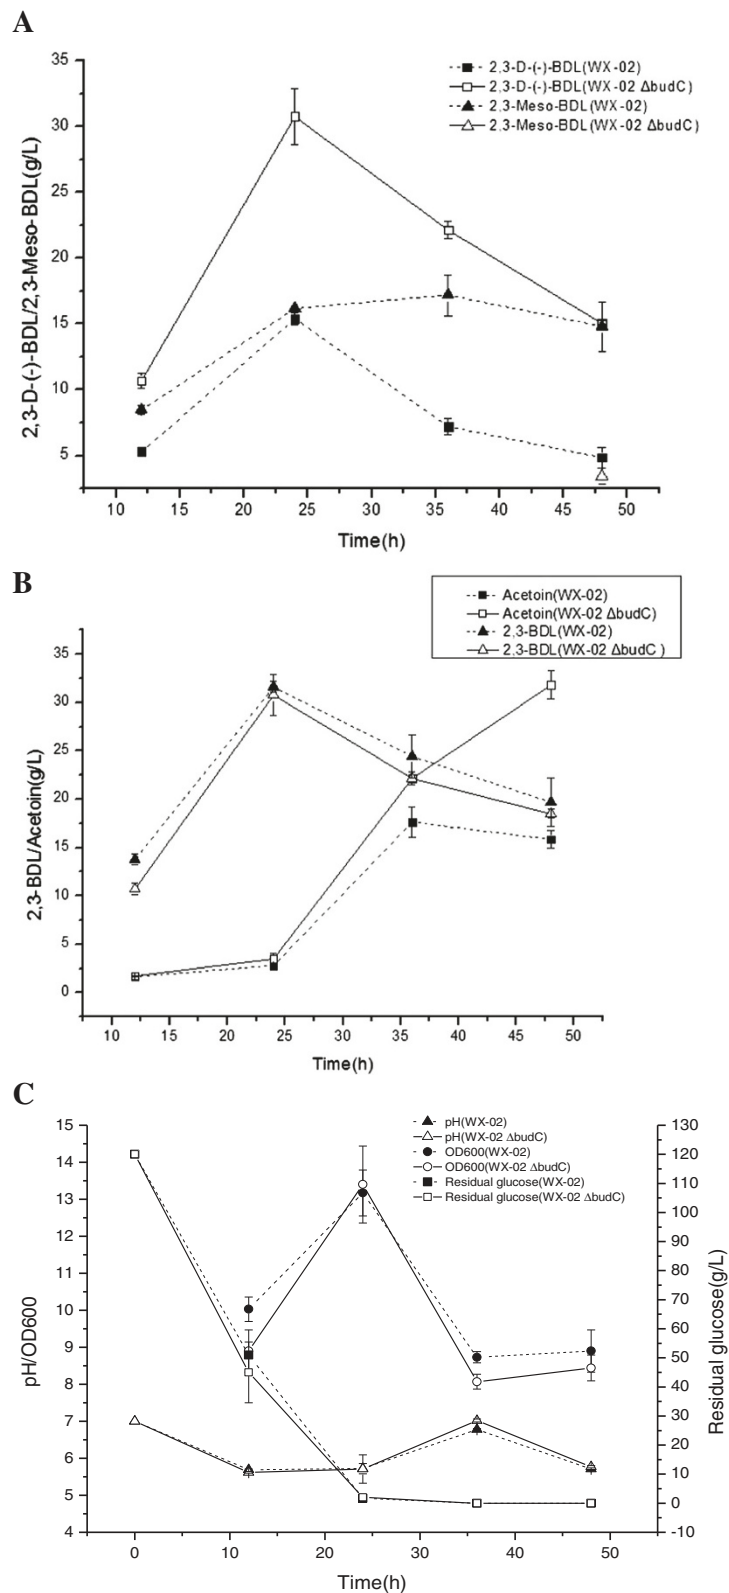 A
2,3-D-(-)-BDL(WX-02)
2,3-D-(-)-BDL(WX-02 ΔbudC)
2,3-Meso-BDL(WX-02)
2,3-Meso-BDL(WX-02 ΔbudC)
2,3-D-(-)-BDL/2,3-Meso-BDL(g/L)
35
30
25
20
15
10
5
10 15 20 25 30 35 40 45 50
Time(h)
B
Acetoin(WX-02)
Acetoin(WX-02 ΔbudC)
2,3-BDL(WX-02)
2,3-BDL(WX-02 ΔbudC )
2,3-BDL/Acetoin(g/L)
35
30
25
20
15
10
5
0
10 15 20 25 30 35 40 45 50
Time(h)
C
pH(WX-02)
pH(WX-02 ΔbudC)
OD600(WX-02)
OD600(WX-02 ΔbudC)
Residual glucose(WX-02)
Residual glucose(WX-02 ΔbudC)
pH/OD600
15
14
13
12
11
10
9
8
7
6
5
4
130
120
110
100
90
80
70
60
50
40
30
20
10
0
-10
Residual glucose(g/L)
0 10 20 30 40 50
Time(h)